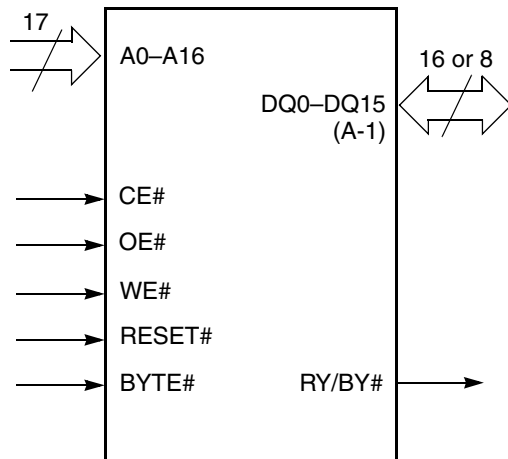 17
A0–A16
16 or 8
DQ0–DQ15
(A-1)
CE#
OE#
WE#
RESET#
BYTE#
RY/BY#